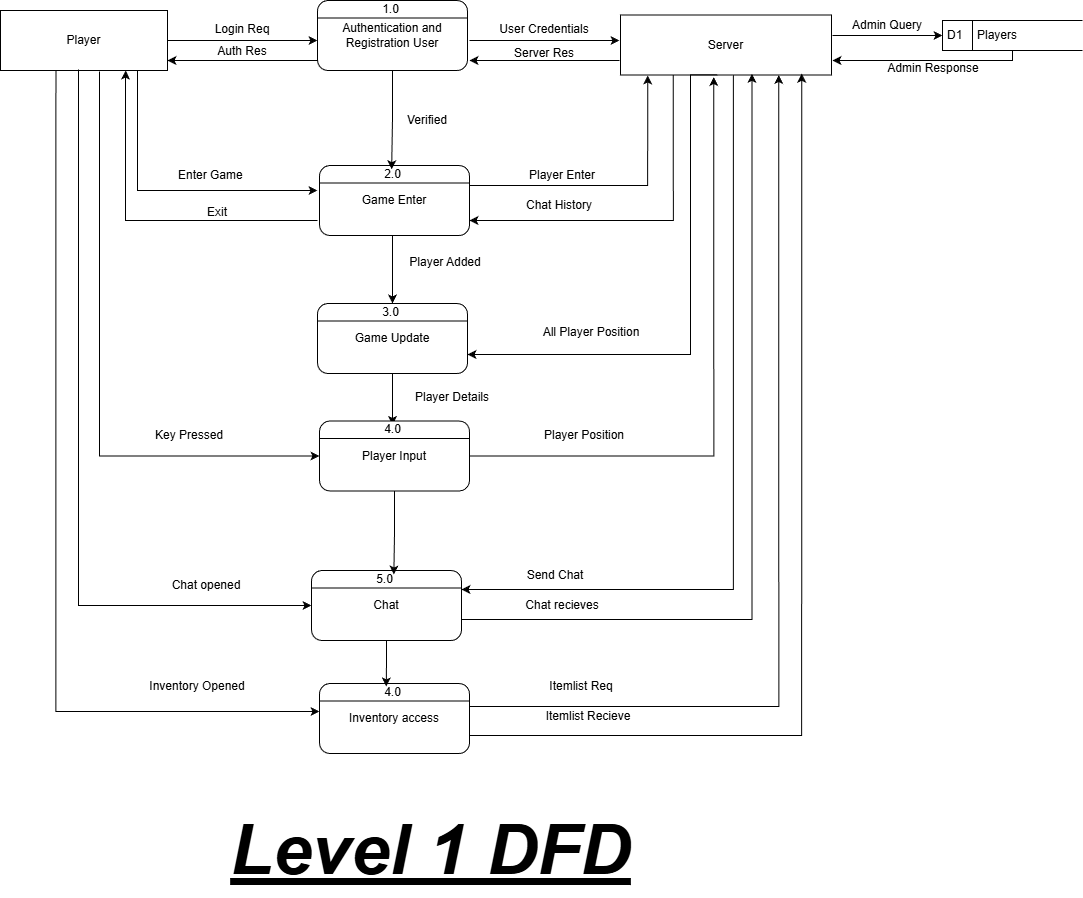 1.0
Player
Login Req
Auth Res
Authentication and
Registration User
User Credentials
Server Res
Server
Admin Query
D1 Players
Admin Response
Verified
2.0
Enter Game
Game Enter
Player Enter
Exit
Chat History
Player Added
3.0
Game Update
All Player Position
Player Details
4.0
Key Pressed
Player Input
Player Position
5.0
Chat opened
Chat
Send Chat
Chat recieves
4.0
Inventory Opened
Inventory access
Itemlist Req
Itemlist Recieve
Level 1 DFD